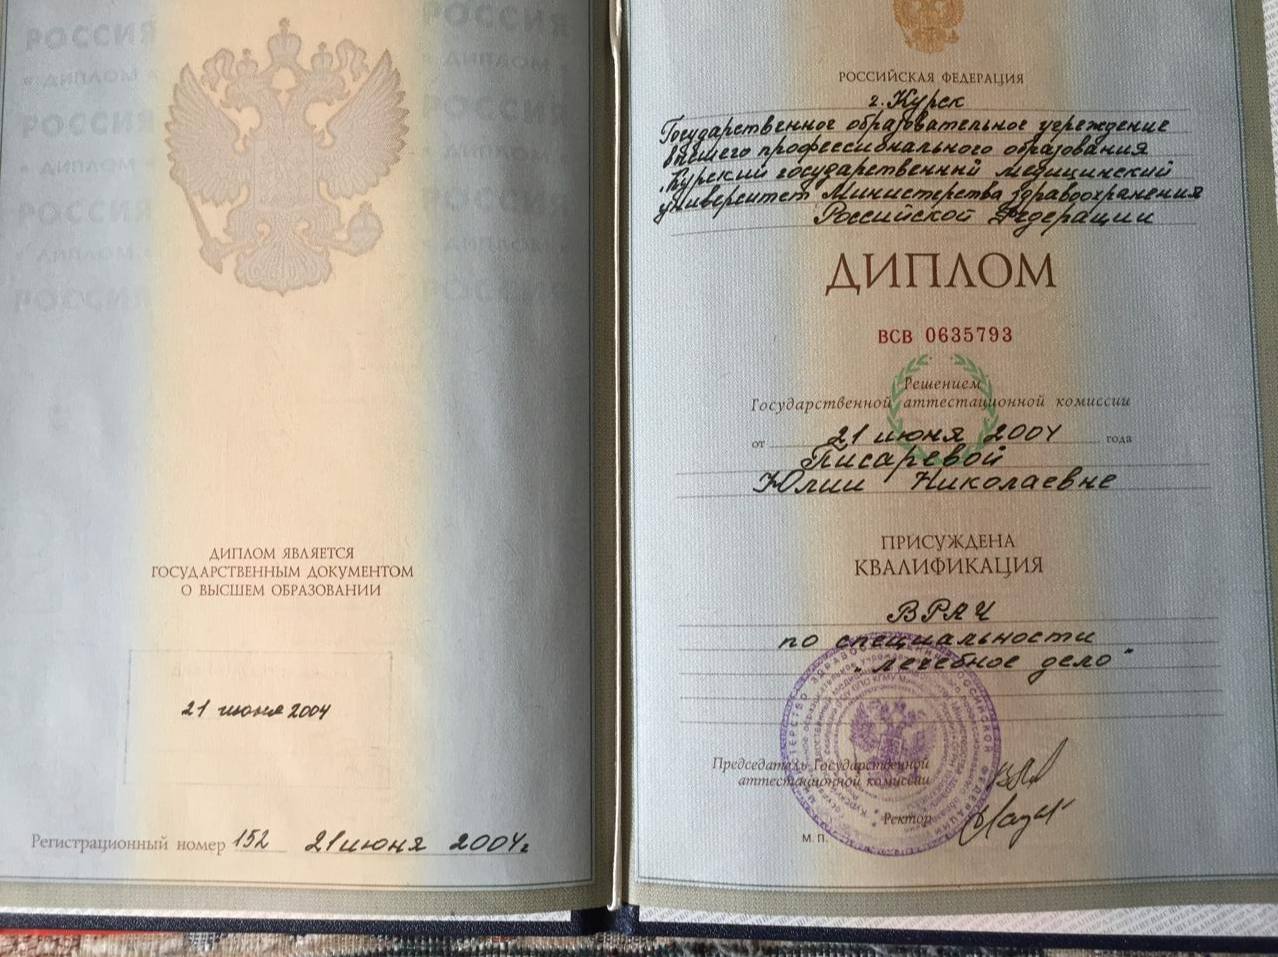 РОССИЯ
« ДИПЛОМ «
РОССИЯ
« ДИПЛОМ «
РОССИЯ
« ДИПЛОМ «
РОССИЯ
РОССИЯ
« ДИПЛОМ «
РОССИЯ
« ДИПЛОМ «
РОССИЯ
« ДИПЛОМ «
РОССИЯ
ДИПЛОМ ЯВЛЯЕТСЯ
ГОСУДАРСТВЕННЫМ ДОКУМЕНТОМ
О ВЫСШЕМ ОБРАЗОВАНИИ
21 июня 2004
Регистрационный номер 152 21 июня 2004г
РОССИЙСКАЯ ФЕДЕРАЦИЯ
г. Курск
Государственное образовательное учреждение
высшего профессионального образования
Курский государственный медицинский
университет Министерства здравоохранения
Российской Федерации
ДИПЛОМ
ВСВ 0635793
Решением
Государственной аттестационной комиссии
от 21 июня 2004 года
Писаревой
Юлии Николаевне
ПРИСУЖДЕНА
КВАЛИФИКАЦИЯ
ВРАЧ
по специальности
"лечебное дело"
Председатель Государственной
аттестационной комиссии
Ректор
М. П.